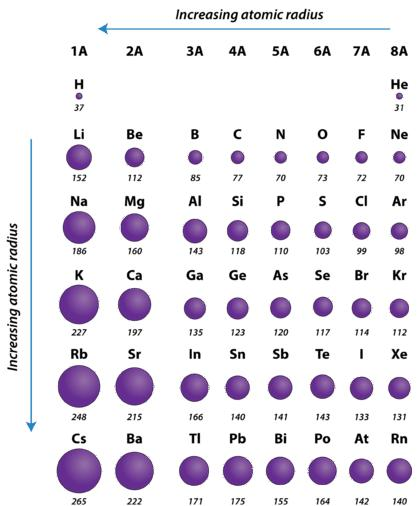 Increasing atomic radius
1A 2A 3A 4A 5A 6A 7A 8A
H He
37 31
Increasing atomic radius
Li Be B C N O F Ne
152 112 85 77 70 73 72 70
Na Mg Al Si P S Cl Ar
186 160 143 118 110 103 99 98
K Ca Ga Ge As Se Br Kr
227 197 135 123 120 117 114 112
Rb Sr In Sn Sb Te I Xe
248 215 166 140 141 143 133 131
Cs Ba Tl Pb Bi Po At Rn
265 222 171 175 155 164 142 140